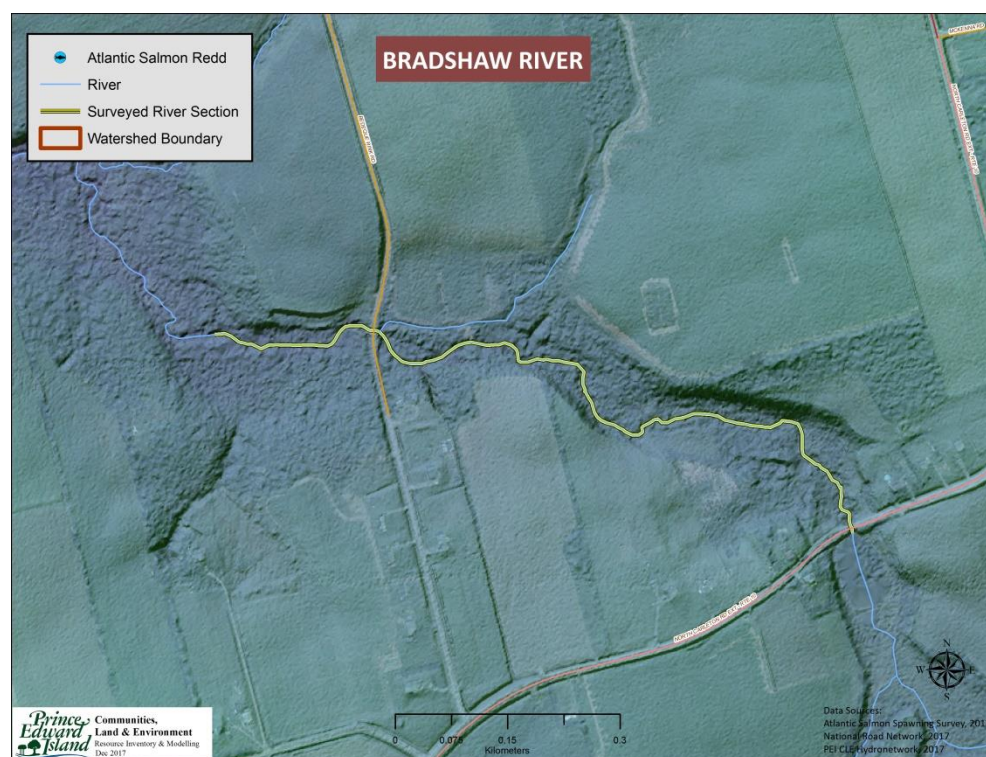 BRADSHAW RIVER
Atlantic Salmon Redd
River
Surveyed River Section
Watershed Boundary
MCKENNA RD
Prince
Edward
Island
Communities,
Land & Environment
Resource Inventory & Modelling
Dec 2017
0 0.075 0.15 0.3
Kilometers
N
W E
S
Data Sources:
Atlantic Salmon Spawning Survey, 201
National Road Network, 2017
PEI CLE Hydronetwork, 2017